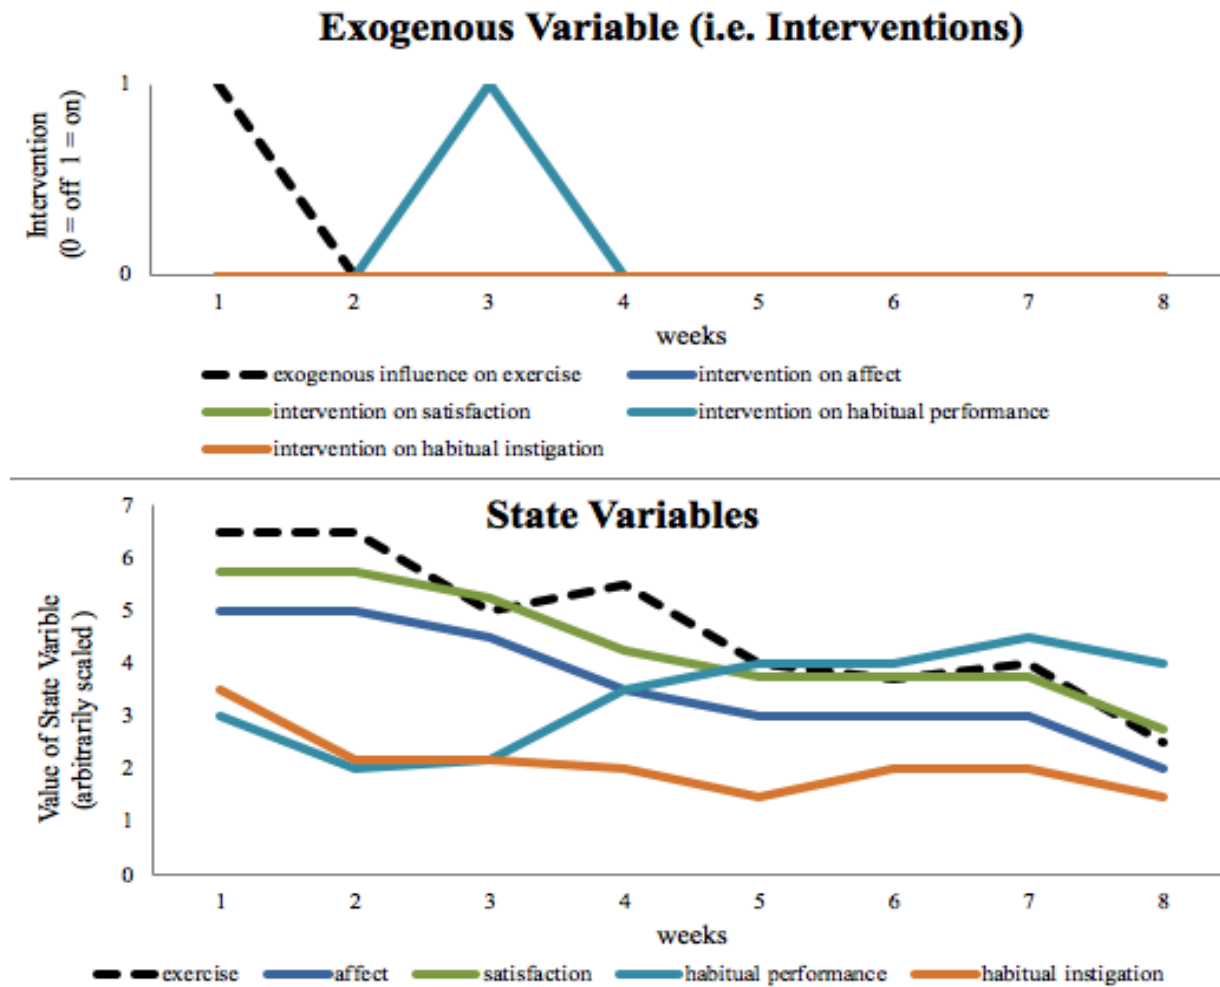 Exogenous Variable (i.e. Interventions)
Intervention
(0 = off 1 = on)
1
0
1 2 3 4 5 6 7 8
weeks
exogenous influence on exercise intervention on affect
intervention on satisfaction intervention on habitual performance
intervention on habitual instigation
State Variables
Value of State Varible
(arbitrarily scaled )
7
6
5
4
3
2
1
0
1 2 3 4 5 6 7 8
weeks
exercise affect satisfaction habitual performance habitual instigation